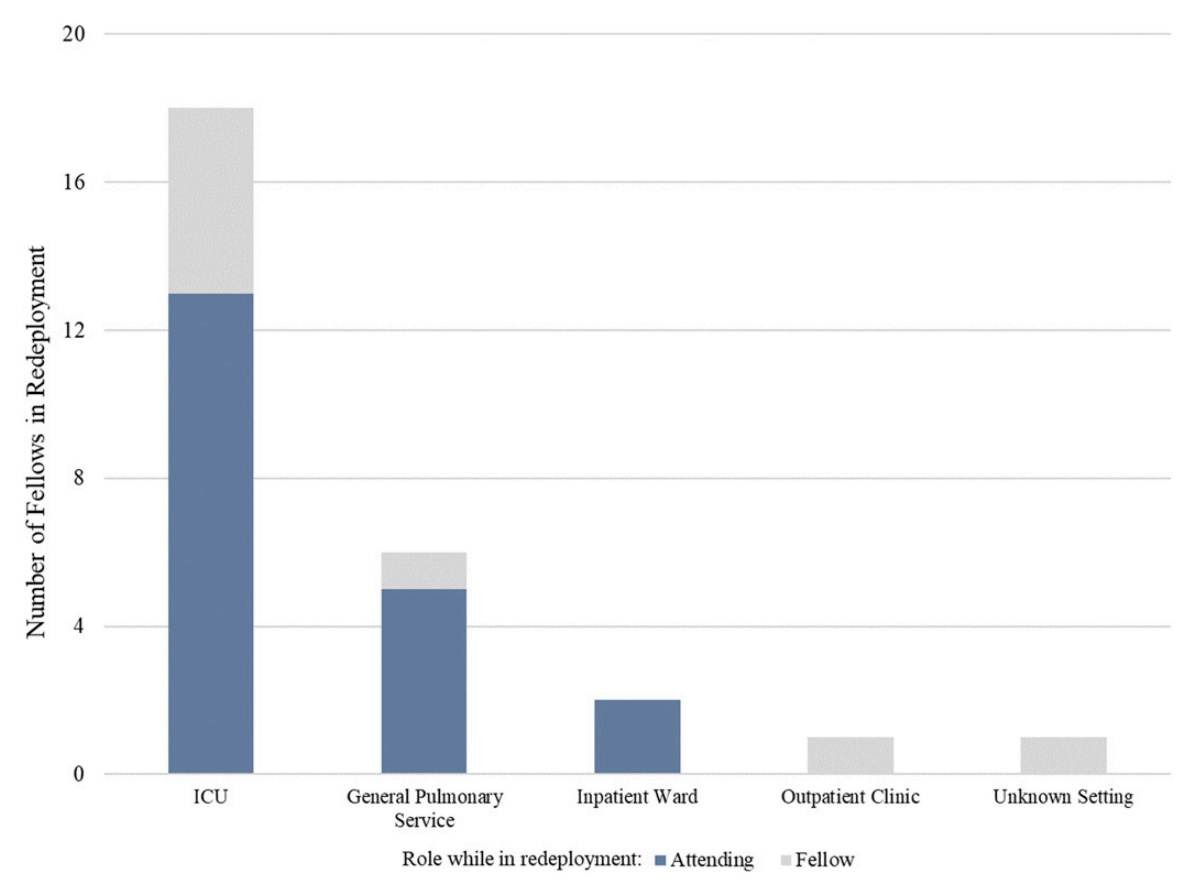 20
16
12
8
4
0
Number of Fellows in Redeployment
ICU
General Pulmonary
Service
Inpatient Ward
Outpatient Clinic
Unknown Setting
Role while in redeployment: Attending Fellow